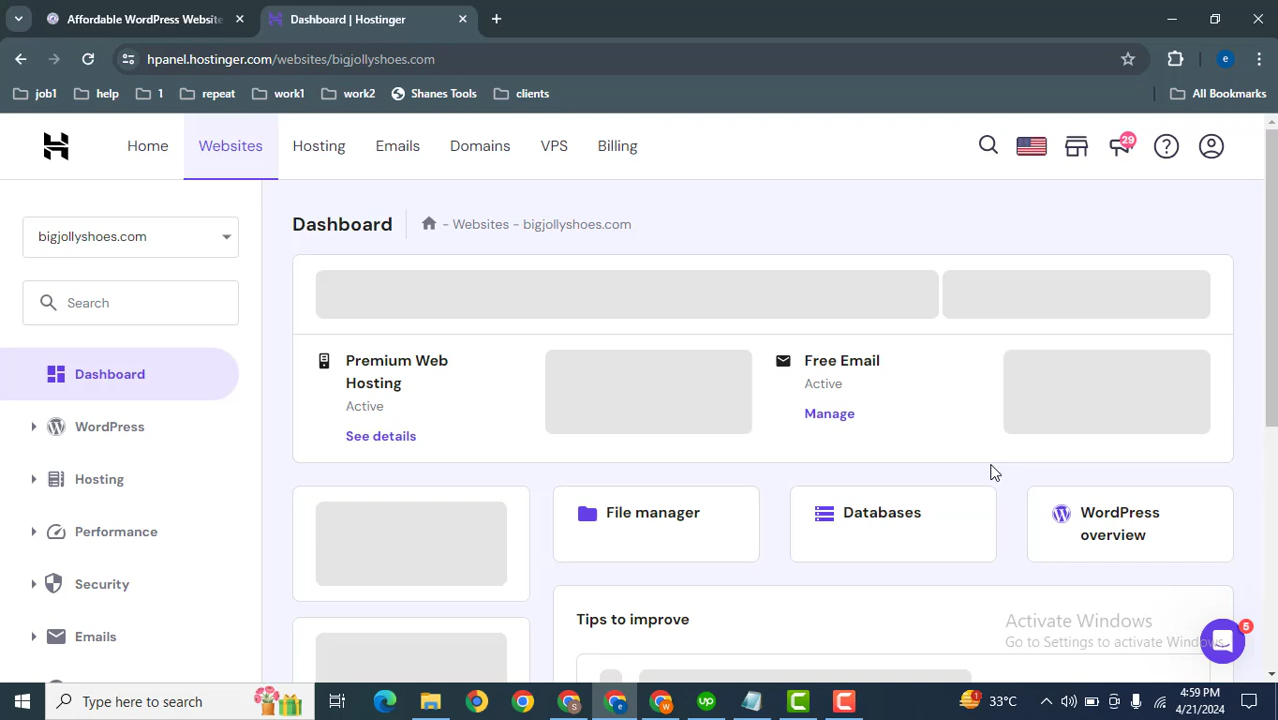 Affordable WordPress Website
Dashboard | Hostinger
hpanel.hostinger.com/websites/bigjollyshoes.com
e
job1 help 1 repeat work1 work2 Shanes Tools clients All Bookmarks
Home Websites Hosting Emails Domains VPS Billing
29
bigjollyshoes.com
Search
Dashboard
WordPress
Hosting
Performance
Security
Emails
Dashboard - Websites - bigjollyshoes.com
Premium Web
Hosting
Active
See details
Free Email
Active
Manage
File manager
Databases
WordPress
overview
Tips to improve
Activate Windows
Go to Settings to activate Windows.
5
Type here to search
S
e
W
up
1
33°C
4:59 PM
4/21/2024